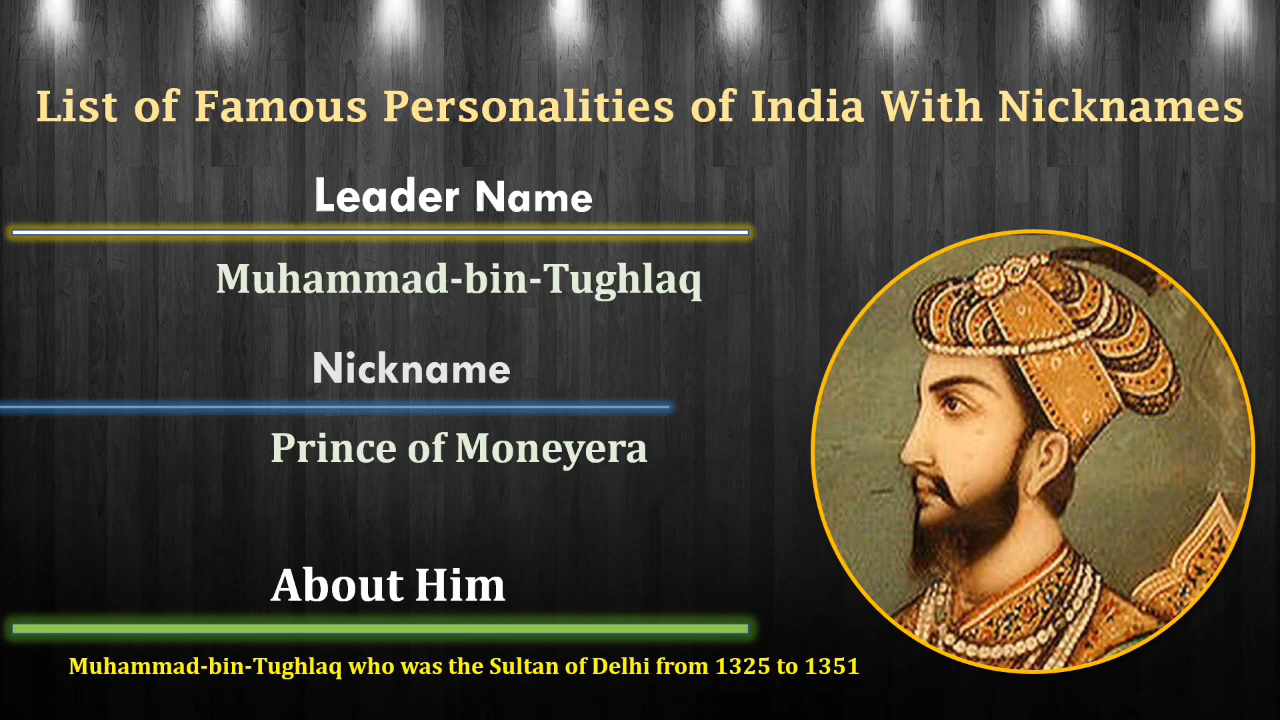 List of Famous Personalities of India With Nicknames
Leader Name
Muhammad-bin-Tughlaq
Nickname
Prince of Moneyera
About Him
Muhammad-bin-Tughlaq who was the Sultan of Delhi from 1325 to 1351